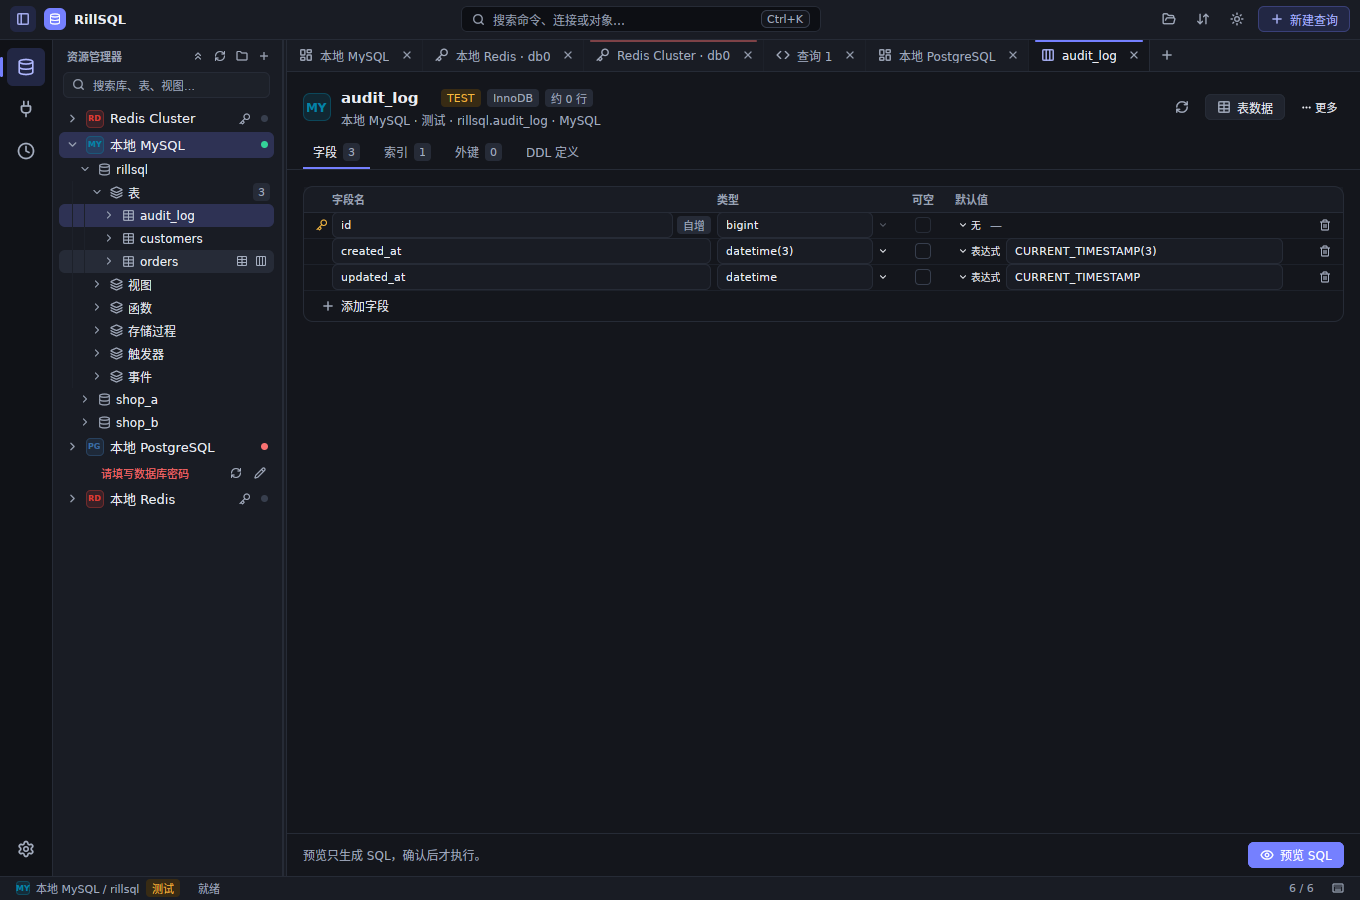 RillSQL
搜索命令、连接或对象… Ctrl+K
新建查询
资源管理器
搜索库、表、视图…
RD Redis Cluster
MY 本地 MySQL
rillsql
表 3
audit_log
customers
orders
视图
函数
存储过程
触发器
事件
shop_a
shop_b
PG 本地 PostgreSQL
请填写数据库密码
RD 本地 Redis
本地 MySQL 本地 Redis · db0 Redis Cluster · db0 查询 1 本地 PostgreSQL audit_log
MY audit_log TEST InnoDB 约 0 行
本地 MySQL · 测试 · rillsql.audit_log · MySQL
表数据 ··· 更多
字段 3 索引 1 外键 0 DDL 定义
字段名 类型 可空 默认值
id 自增 bigint 无 —
created_at datetime(3) 表达式 CURRENT_TIMESTAMP(3)
updated_at datetime 表达式 CURRENT_TIMESTAMP
添加字段
预览只生成 SQL，确认后才执行。 预览 SQL
MY 本地 MySQL / rillsql 测试 就绪 6 / 6